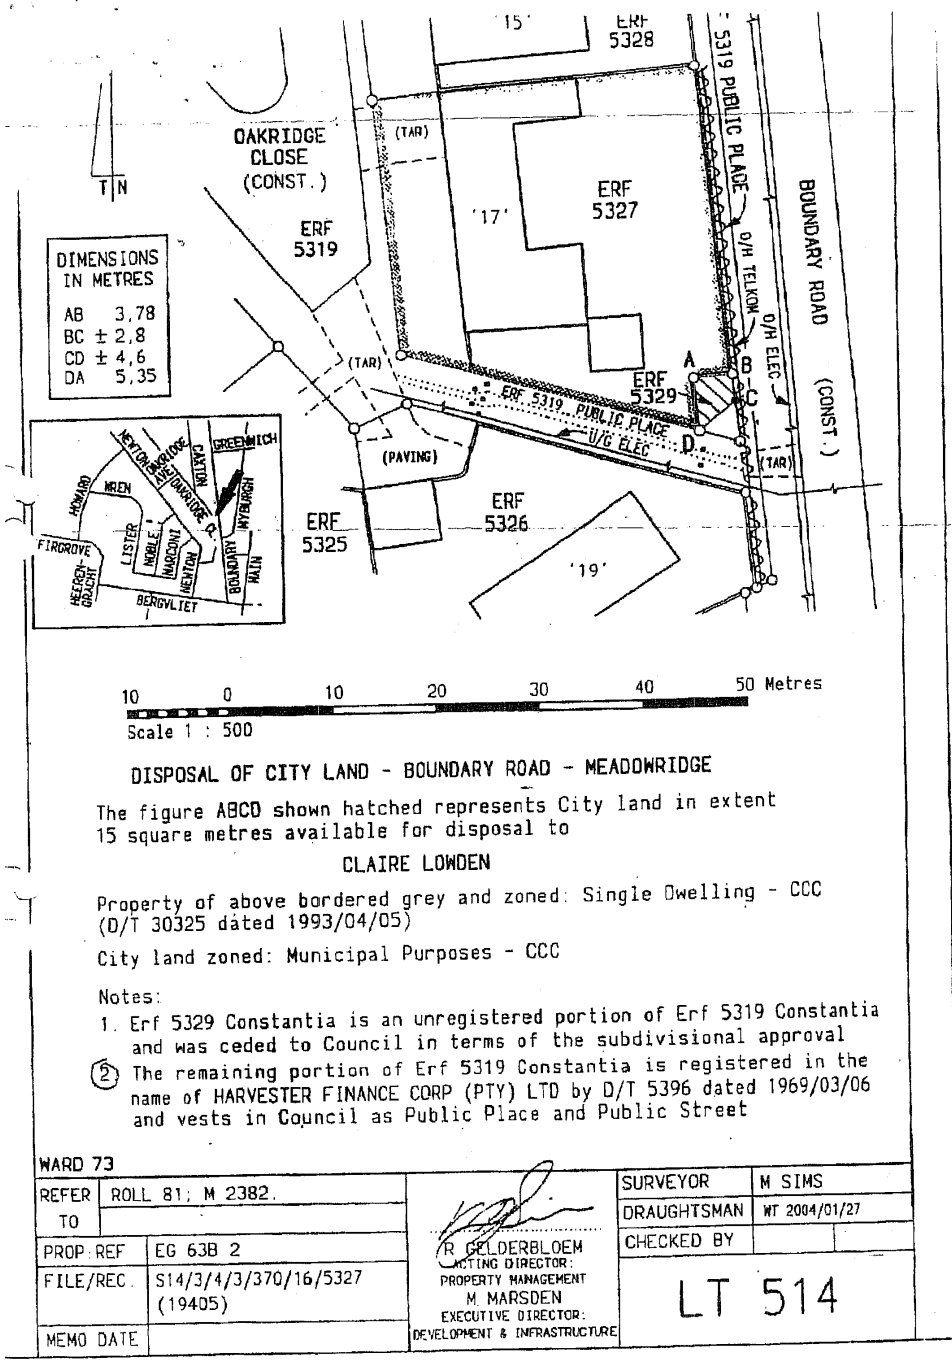 '15'
ERF
5328
5319 PUBLIC PLACE
OAKRIDGE
CLOSE
(CONST.)
(TAR)
T N
ERF
5327
'17'
ERF
5319
BOUNDARY ROAD (CONST.)
O/H TELKOM
O/H ELEC
DIMENSIONS
IN METRES
AB 3,78
BC ± 2,8
CD ± 4,6
DA 5,35
(TAR)
A
B
C
D
ERF
5329
ERF 5319 PUBLIC PLACE
U/G ELEC
(TAR)
(PAVING)
ERF
5325
ERF
5326
'19'
NEWTON
OAKRIDGE
AVE/OAKRIDGE CL.
CAXTON
GREENWICH
HOWARD
WREN
MYBURGH
LISTER
NOBLE
MARCONI
NEWTON
BOUNDARY
MAIN
FIRGROVE
HEEREN-
GRACHT
BERGVLIET
10 0 10 20 30 40 50 Metres
Scale 1 : 500
DISPOSAL OF CITY LAND - BOUNDARY ROAD - MEADOWRIDGE
The figure ABCD shown hatched represents City land in extent
15 square metres available for disposal to
CLAIRE LOWDEN
Property of above bordered grey and zoned: Single Dwelling - CCC
(D/T 30325 dated 1993/04/05)
City land zoned: Municipal Purposes - CCC
Notes:
1. Erf 5329 Constantia is an unregistered portion of Erf 5319 Constantia
and was ceded to Council in terms of the subdivisional approval
2 The remaining portion of Erf 5319 Constantia is registered in the
name of HARVESTER FINANCE CORP (PTY) LTD by D/T 5396 dated 1969/03/06
and vests in Council as Public Place and Public Street
WARD 73
REFER TO
ROLL 81; M 2382.
PROP REF
EG 63B 2
FILE/REC.
S14/3/4/3/370/16/5327
(19405)
MEMO DATE
R GELDERBLOEM
ACTING DIRECTOR:
PROPERTY MANAGEMENT
M MARSDEN
EXECUTIVE DIRECTOR:
DEVELOPMENT & INFRASTRUCTURE
SURVEYOR
M SIMS
DRAUGHTSMAN
WT 2004/01/27
CHECKED BY
LT 514